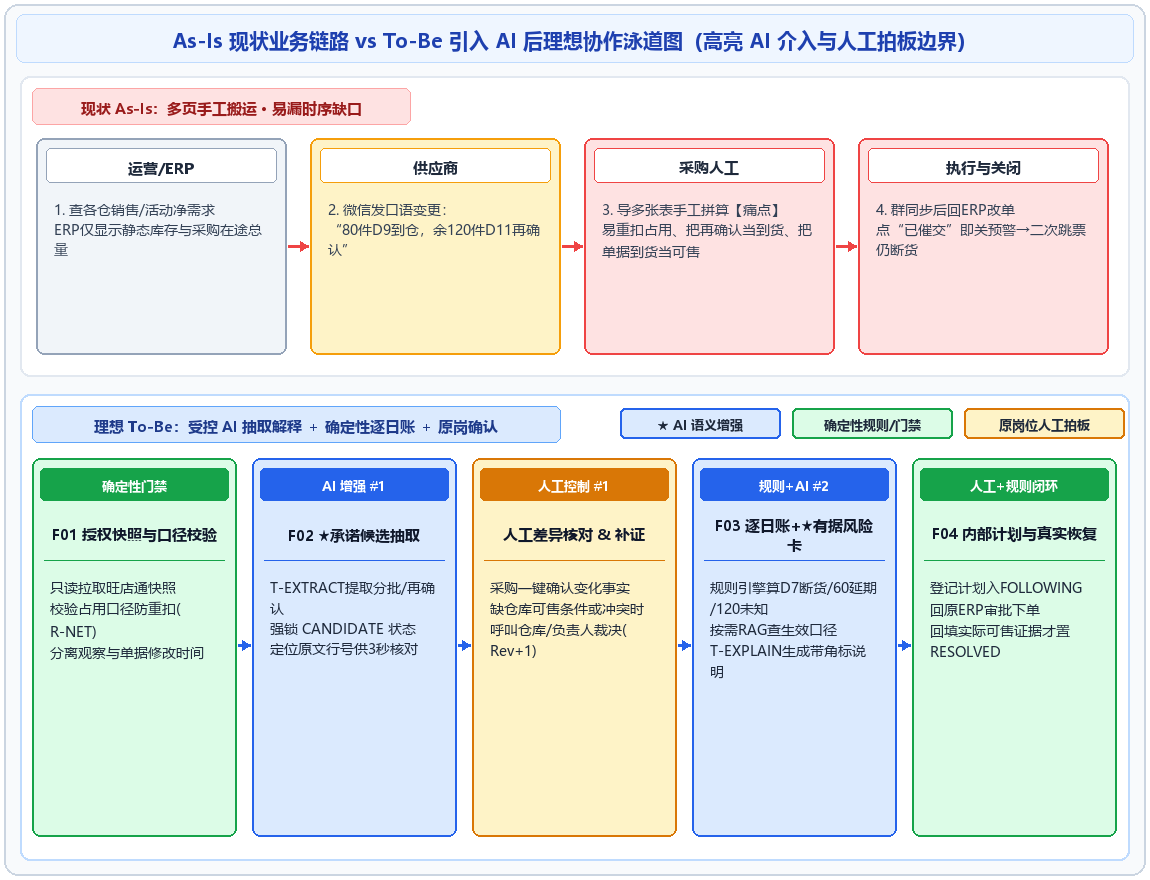 As-Is 现状业务链路 vs To-Be 引入 AI 后理想协作泳道图 (高亮 AI 介入与人工拍板边界)
现状 As-Is: 多页手工搬运 · 易漏时序缺口
运营/ERP
1. 查各仓销售/活动净需求
ERP仅显示静态库存与采购在途总
量
供应商
2. 微信发口语变更:
“80件D9到仓，余120件D11再确
认”
采购人工
3. 导多张表手工拼算【痛点】
易重扣占用、把再确认当到货、把
单据到货当可售
执行与关闭
4. 群同步后回ERP改单
点“已催交”即关预警→二次跳票
仍断货
理想 To-Be: 受控 AI 抽取解释 + 确定性逐日账 + 原岗确认
★ AI 语义增强
确定性规则/门禁
原岗位人工拍板
确定性门禁
F01 授权快照与口径校验
只读拉取旺店通快照
校验占用口径防重扣(
R-NET)
分离观察与单据修改时间
AI 增强 #1
F02 ★承诺候选抽取
T-EXTRACT提取分批/再确
认
强锁 CANDIDATE 状态
定位原文行号供3秒核对
人工控制 #1
人工差异核对 & 补证
采购一键确认变化事实
缺仓库可售条件或冲突时
呼叫仓库/负责人裁决(
Rev+1)
规则+AI #2
F03 逐日账+★有据风险
卡
规则引擎算D7断货/60延期
/120未知
按需RAG查生效口径
T-EXPLAIN生成带角标说
明
人工+规则闭环
F04 内部计划与真实恢复
登记计划入FOLLOWING
回原ERP审批下单
回填实际可售证据才置
RESOLVED